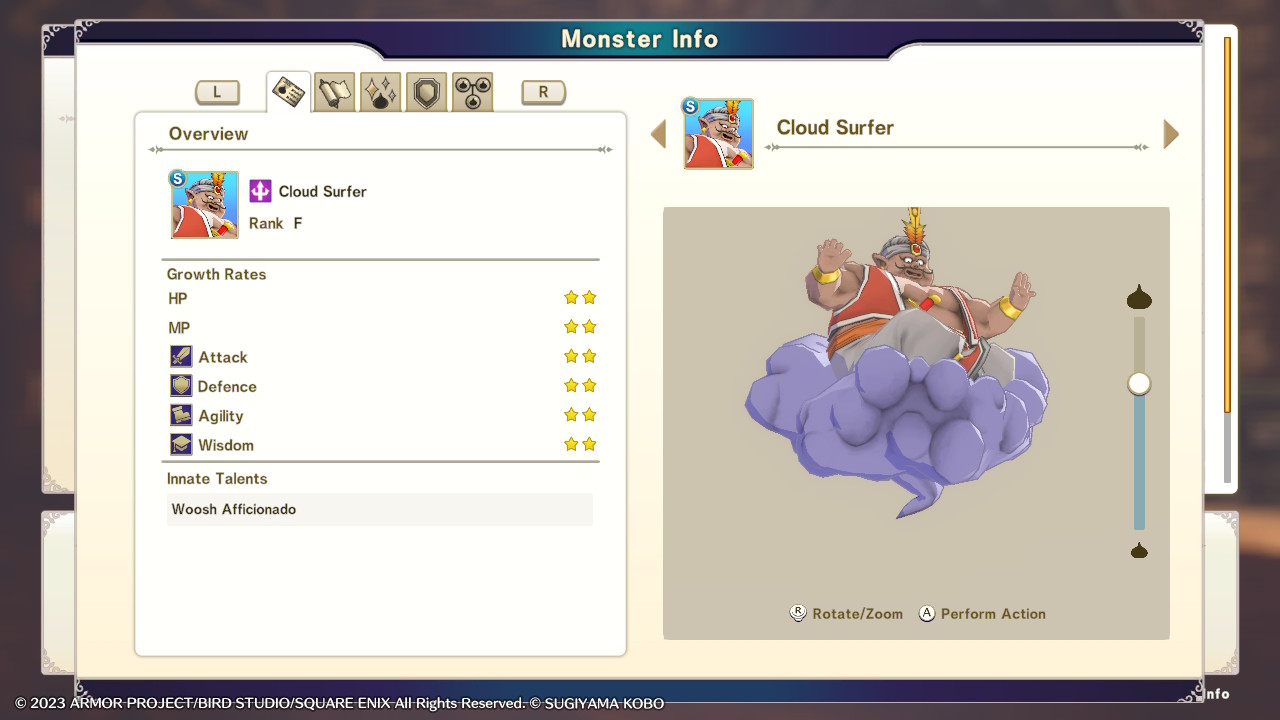 Monster Info
L
R
Overview
S
Cloud Surfer
Rank F
Growth Rates
HP
MP
Attack
Defence
Agility
Wisdom
Innate Talents
Woosh Afficionado
S
Cloud Surfer
R Rotate/Zoom A Perform Action
Info
© 2023 ARMOR PROJECT/BIRD STUDIO/SQUARE ENIX All Rights Reserved. © SUGIYAMA KOBO